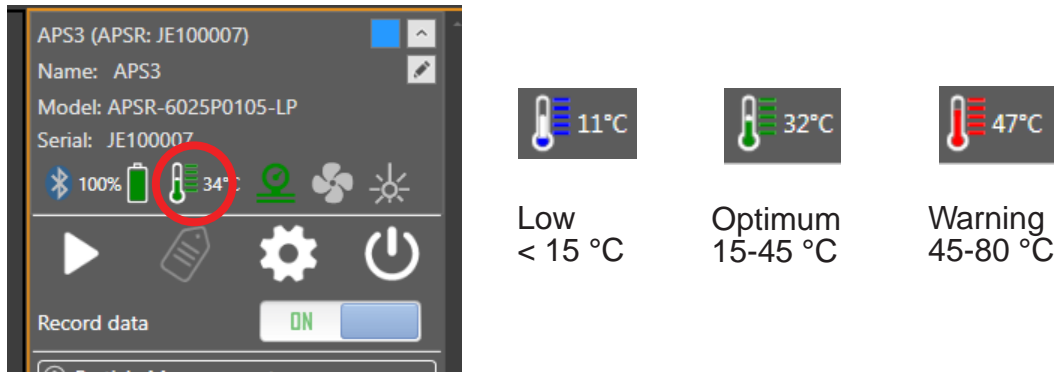 APS3 (APSR: JE100007)
Name: APS3
Model: APSR-6025P0105-LP
Serial: JE100007
100% 34°C
Record data ON
11°C
32°C
47°C
Low
< 15 °C
Optimum
15-45 °C
Warning
45-80 °C